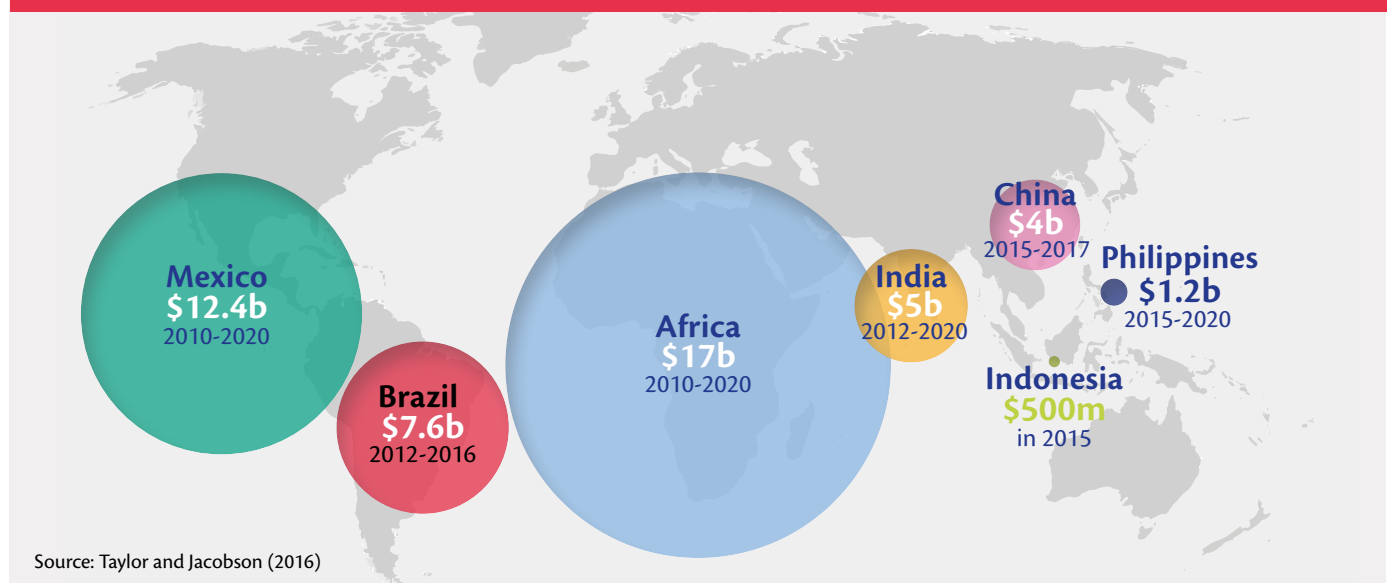 Mexico
$12.4b
2010-2020
Brazil
$7.6b
2012-2016
Africa
$17b
2010-2020
India
$5b
2012-2020
China
$4b
2015-2017
Philippines
$1.2b
2015-2020
Indonesia
$500m
in 2015
Source: Taylor and Jacobson (2016)